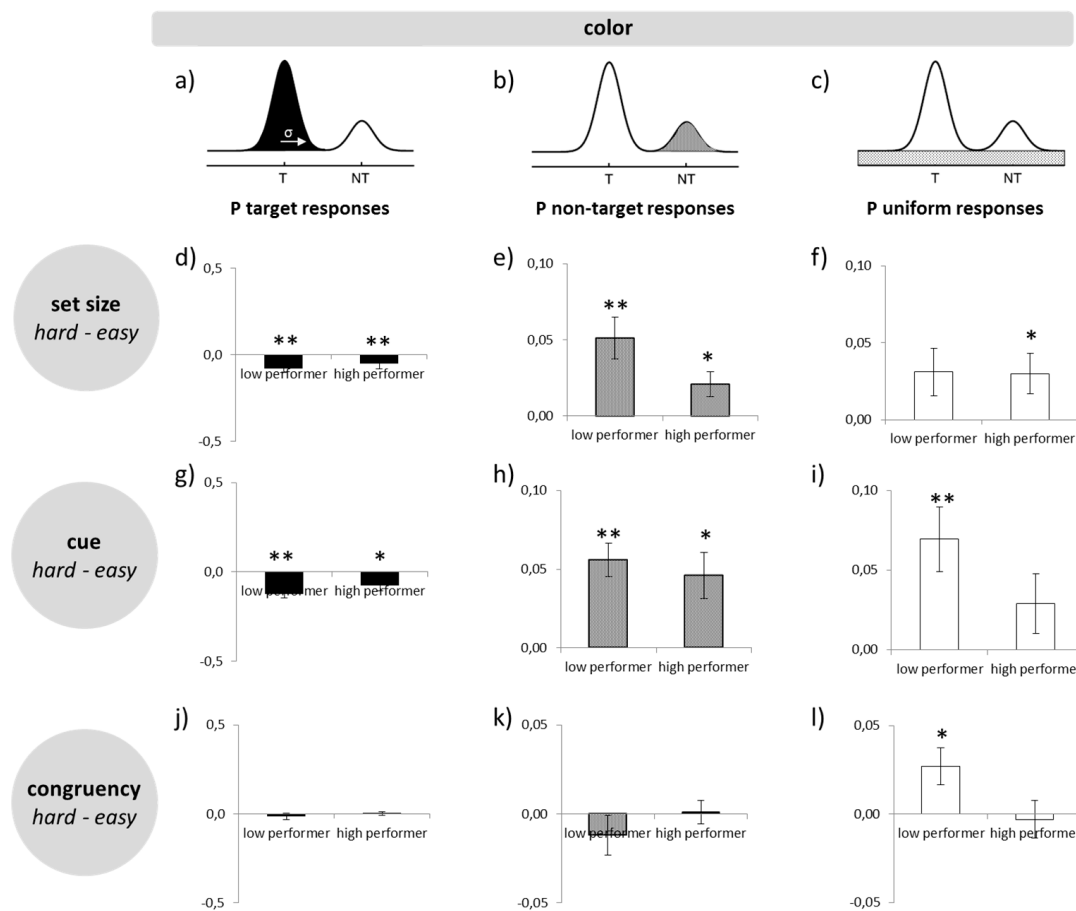 color
a)
b)
c)
σ
T NT
T NT
T NT
P target responses
P non-target responses
P uniform responses
set size
hard - easy
d)
0,5
0,0
-0,5
** **
low performer high performer
e)
0,10
0,05
0,00
** *
low performer high performer
f)
0,10
0,05
0,00
*
low performer high performer
cue
hard - easy
g)
0,5
0,0
-0,5
** *
low performer high performer
h)
0,10
0,05
0,00
** *
low performer high performer
i)
0,10
0,05
0,00
**
low performer high performe
congruency
hard - easy
j)
0,5
0,0
-0,5
low performer high performer
k)
0,05
0,00
-0,05
low performer high performer
l)
0,05
0,00
-0,05
*
low performer high performe